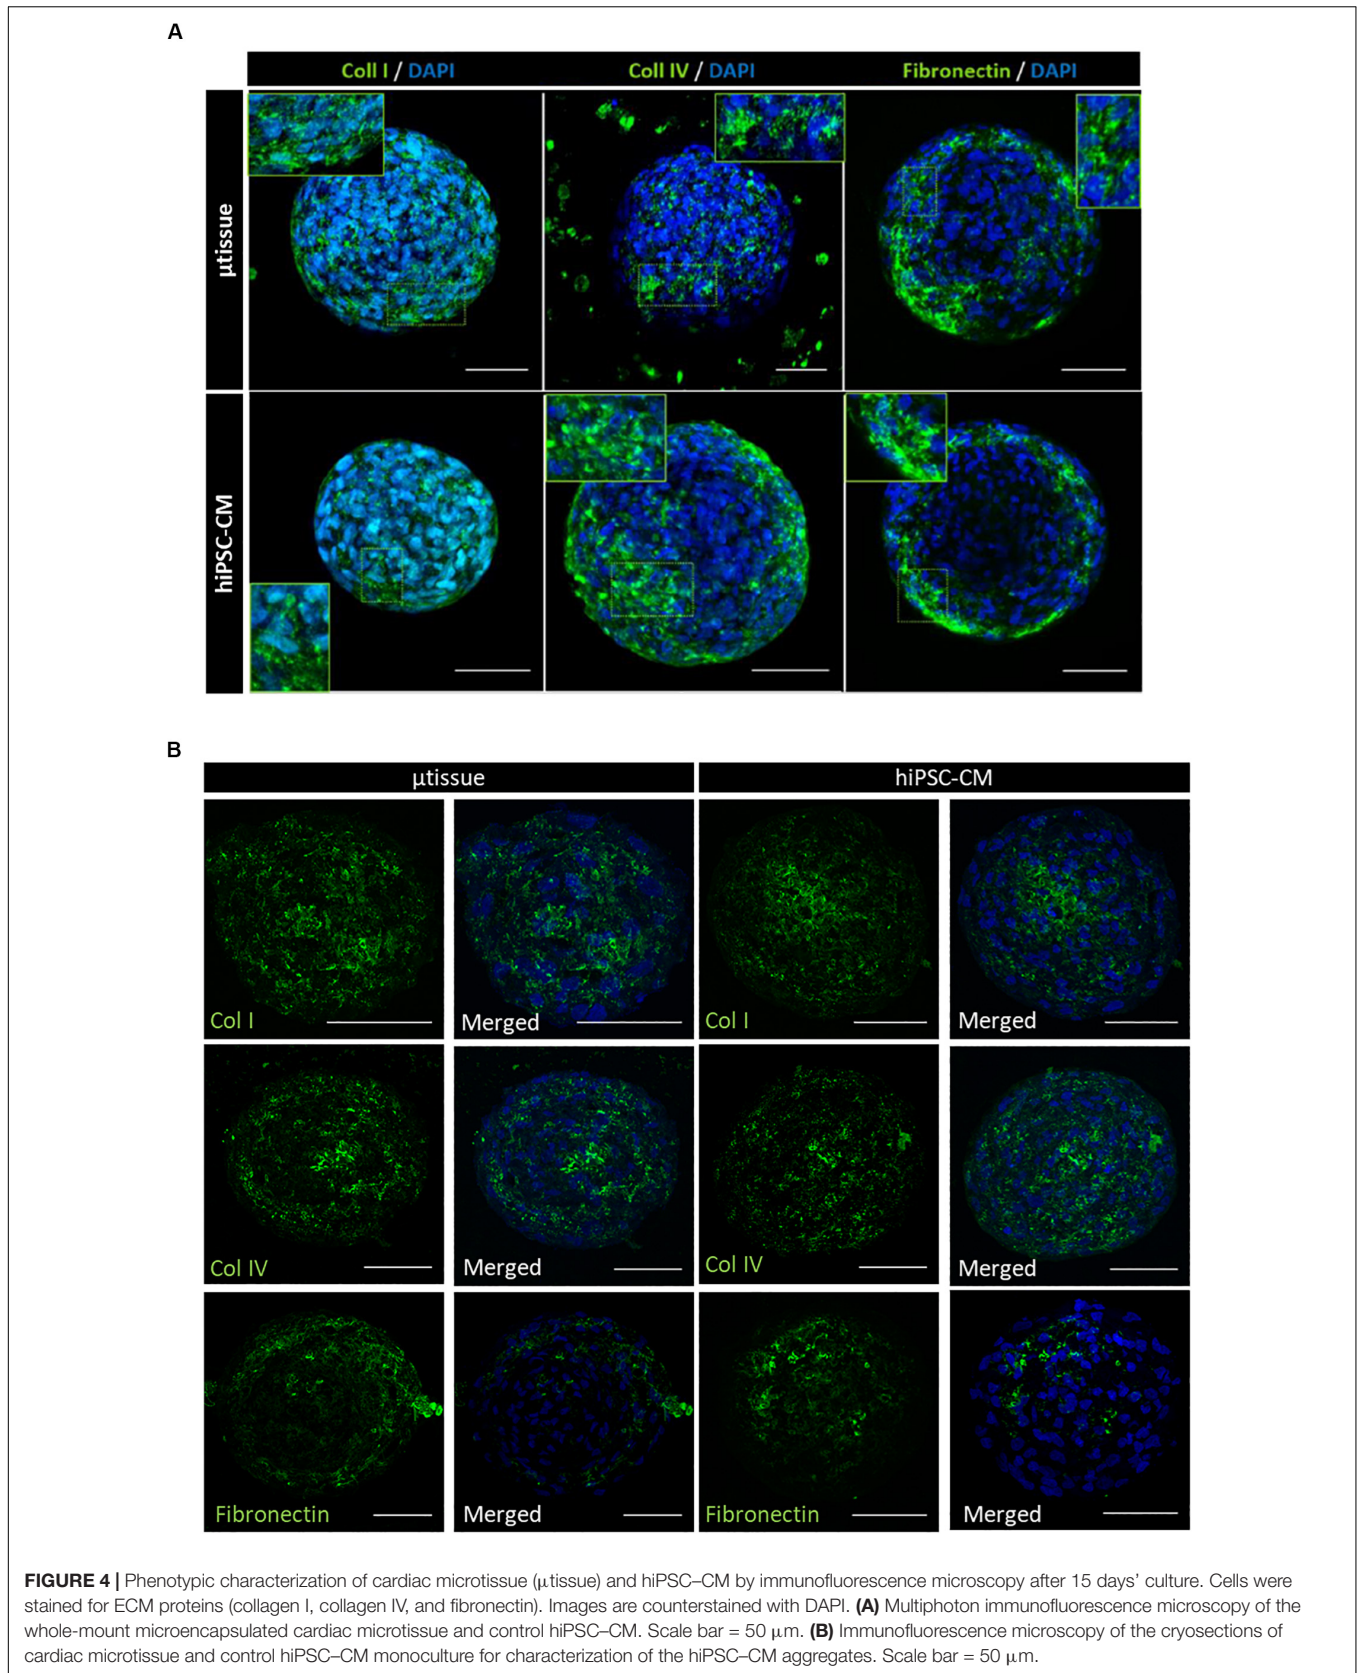 A
Coll I / DAPI
Coll IV / DAPI
Fibronectin / DAPI
μtissue
hiPSC-CM
B
μtissue
hiPSC-CM
Col I
Merged
Col I
Merged
Col IV
Merged
Col IV
Merged
Fibronectin
Merged
Fibronectin
Merged
FIGURE 4 | Phenotypic characterization of cardiac microtissue (μtissue) and hiPSC–CM by immunofluorescence microscopy after 15 days’ culture. Cells were
stained for ECM proteins (collagen I, collagen IV, and fibronectin). Images are counterstained with DAPI. (A) Multiphoton immunofluorescence microscopy of the
whole-mount microencapsulated cardiac microtissue and control hiPSC–CM. Scale bar = 50 μm. (B) Immunofluorescence microscopy of the cryosections of
cardiac microtissue and control hiPSC–CM monoculture for characterization of the hiPSC–CM aggregates. Scale bar = 50 μm.